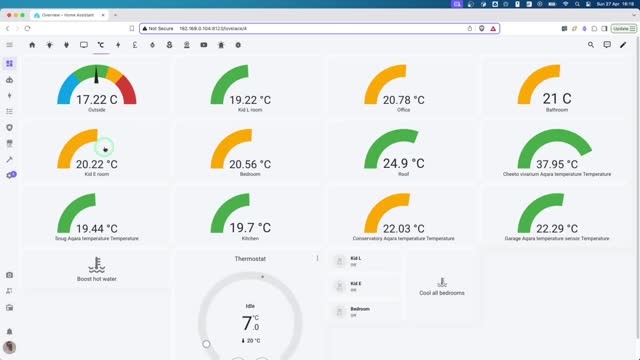 Sun 27 Apr 16:18
Overview – Home Assistant
Not Secure 192.168.0.104:8123/lovelace/4
Update
°C
17.22 C
Outside
19.22 °C
Kid L room
20.78 °C
Office
21 C
Bathroom
20.22 °C
Kid E room
20.56 °C
Bedroom
24.9 °C
Roof
37.95 °C
Cheeto vivarium Aqara temperature Temperature
19.44 °C
Snug Aqara temperature Temperature
19.7 °C
Kitchen
22.03 °C
Conservatory Aqara temperature Temperature
22.29 °C
Garage Aqara temperature sensor Temperature
Boost hot water
Thermostat
Idle
7.0 °C
20 °C
Kid L
Off
Kid E
Off
Bedroom
Off
Cool all bedrooms